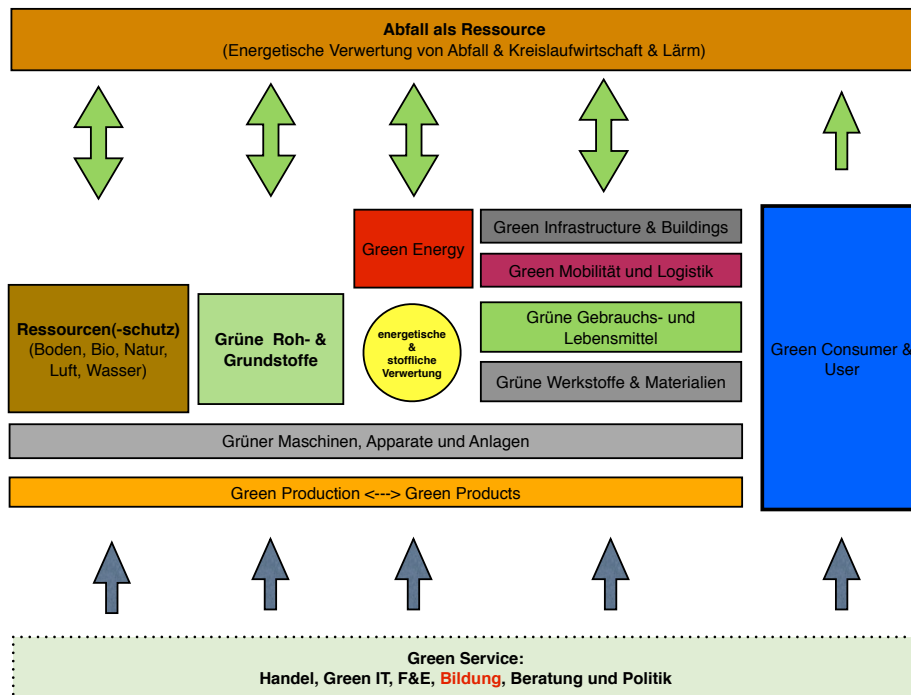 Abfall als Ressource
(Energetische Verwertung von Abfall & Kreislaufwirtschaft & Lärm)
Green Energy
Green Infrastructure & Buildings
Green Mobilität und Logistik
Ressourcen(-schutz)
(Boden, Bio, Natur,
Luft, Wasser)
Grüne Roh- &
Grundstoffe
energetische
&
stoffliche
Verwertung
Grüne Gebrauchs- und
Lebensmittel
Grüne Werkstoffe & Materialien
Green Consumer &
User
Grüner Maschinen, Apparate und Anlagen
Green Production <---> Green Products
Green Service:
Handel, Green IT, F&E, Bildung, Beratung und Politik